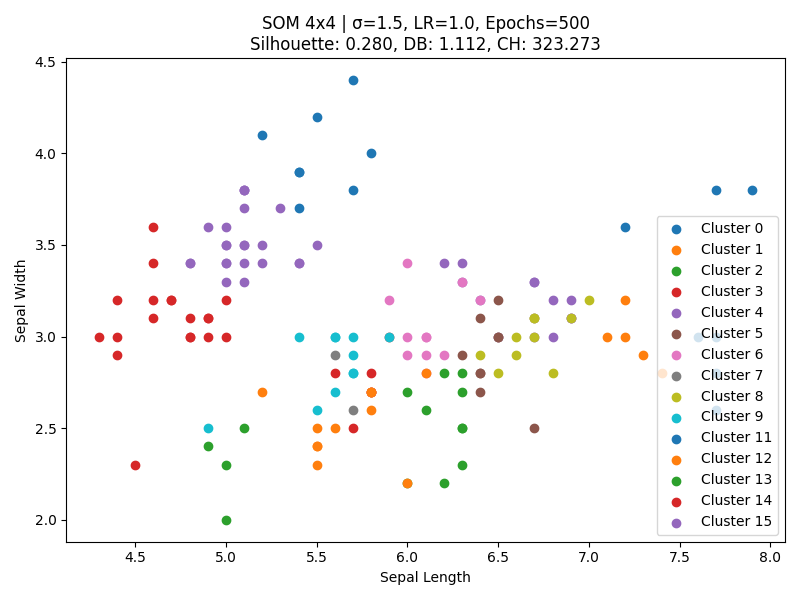 SOM 4x4 | σ=1.5, LR=1.0, Epochs=500
Silhouette: 0.280, DB: 1.112, CH: 323.273
4.5
4.0
3.5
3.0
2.5
2.0
Sepal Width
Cluster 0
Cluster 1
Cluster 2
Cluster 3
Cluster 4
Cluster 5
Cluster 6
Cluster 7
Cluster 8
Cluster 9
Cluster 11
Cluster 12
Cluster 13
Cluster 14
Cluster 15
4.5 5.0 5.5 6.0 6.5 7.0 7.5 8.0
Sepal Length